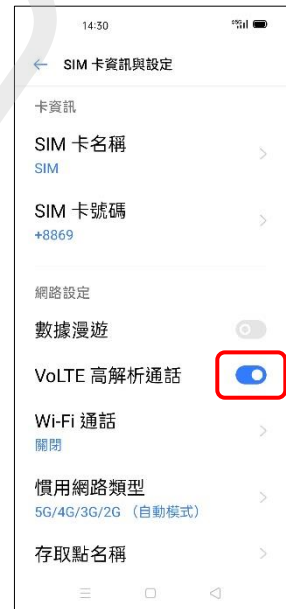 14:30
SIM 卡資訊與設定
卡資訊
SIM 卡名稱
SIM
SIM 卡號碼
+8869
網路設定
數據漫遊
VoLTE 高解析通話
Wi-Fi 通話
關閉
慣用網路類型
5G/4G/3G/2G （自動模式）
存取點名稱